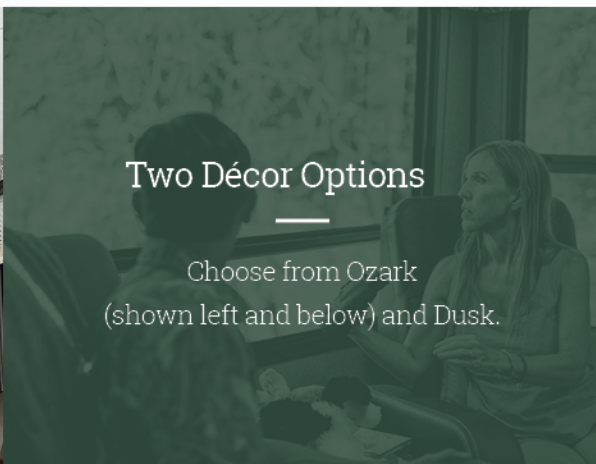 Two Décor Options
Choose from Ozark
(shown left and below) and Dusk.